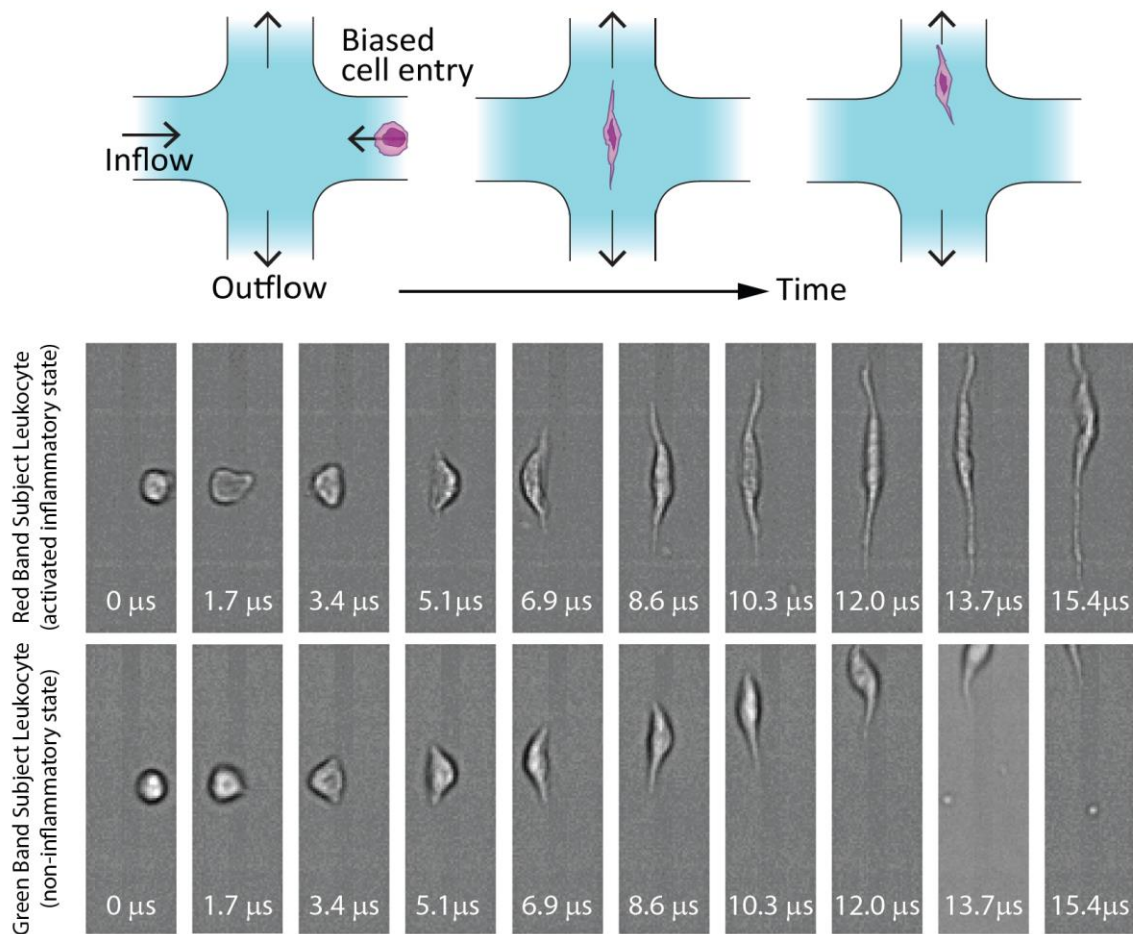 Biased
cell entry
Inflow
Outflow
Time
Red Band Subject Leukocyte
(activated inflammatory state)
0 μs
1.7 μs
3.4 μs
5.1μs
6.9 μs
8.6 μs
10.3 μs
12.0 μs
13.7μs
15.4μs
Green Band Subject Leukocyte
(non-inflammatory state)
0 μs
1.7 μs
3.4 μs
5.1μs
6.9 μs
8.6 μs
10.3 μs
12.0 μs
13.7μs
15.4μs